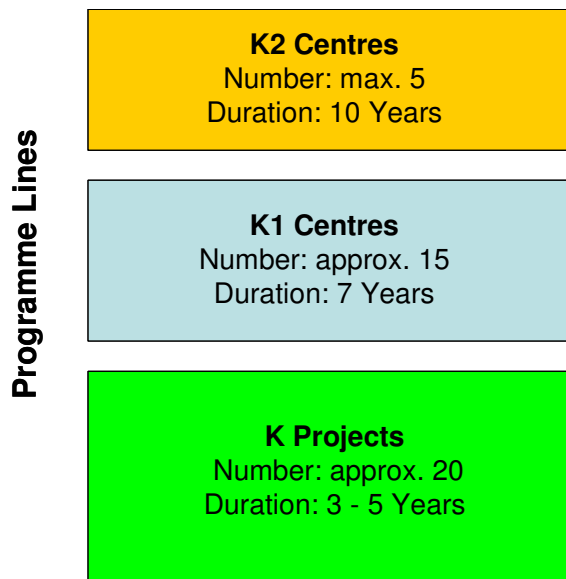 Programme Lines
K2 Centres
Number: max. 5
Duration: 10 Years
K1 Centres
Number: approx. 15
Duration: 7 Years
K Projects
Number: approx. 20
Duration: 3 - 5 Years